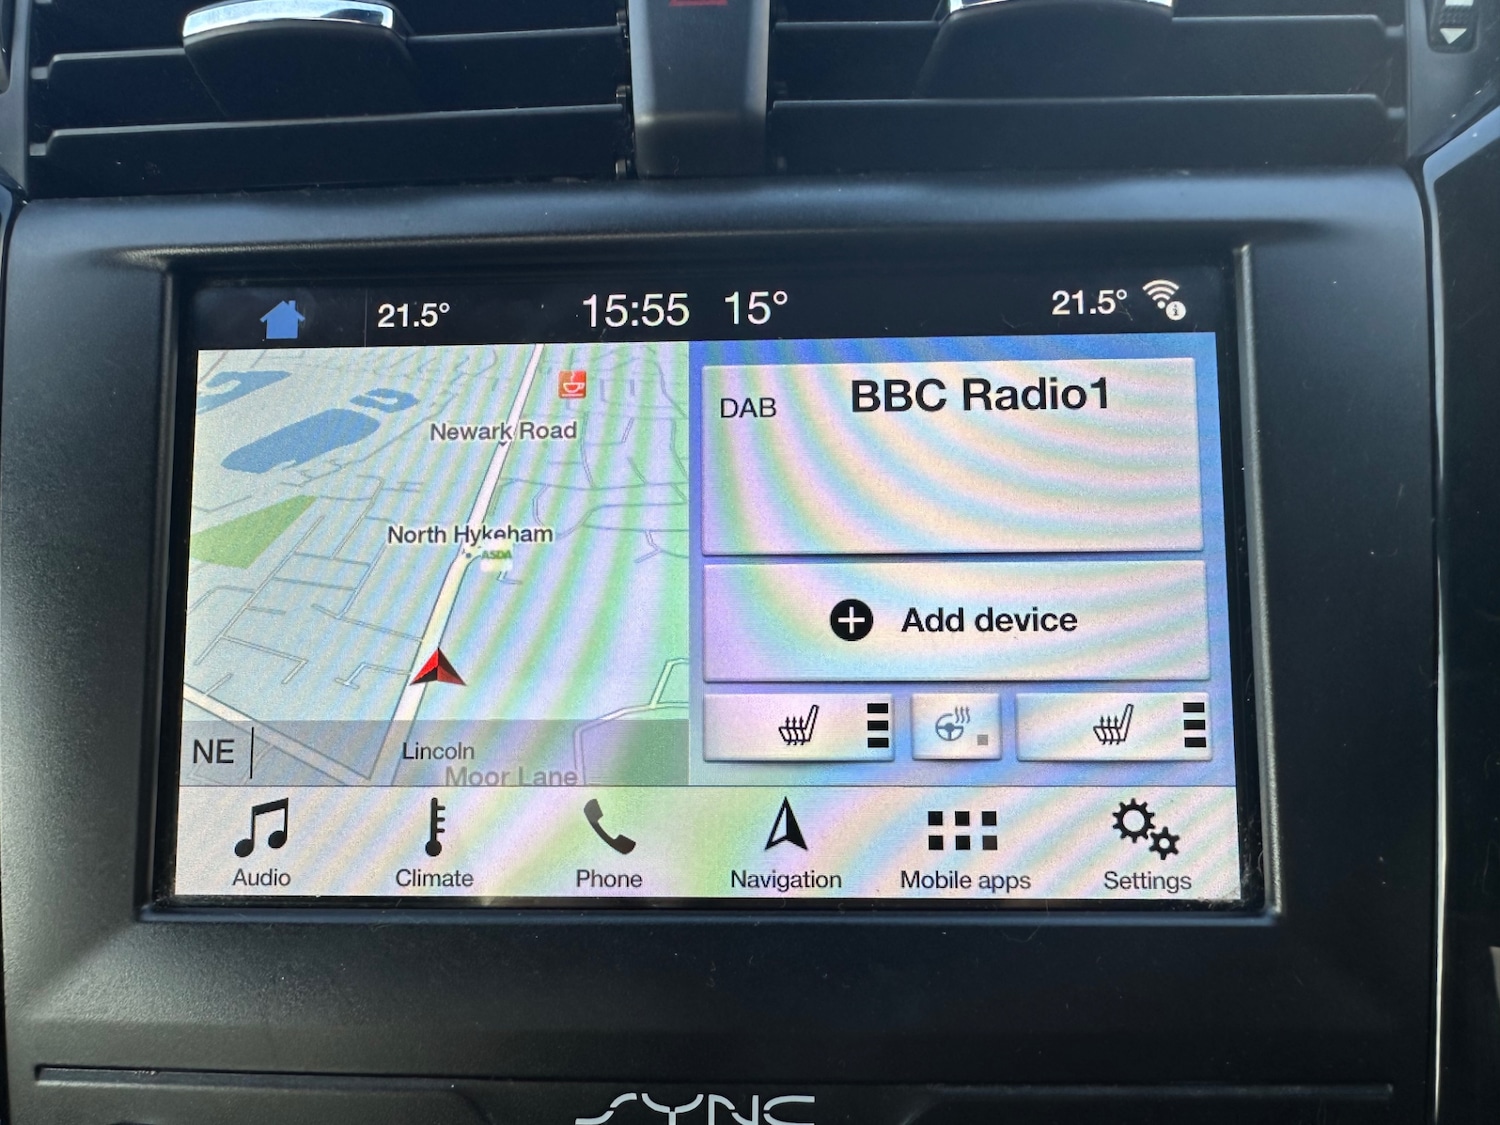 21.5° 15:55 15° 21.5°
Newark Road
North Hykeham
ASDA
NE Lincoln
Moor Lane
DAB BBC Radio1
Add device
Audio Climate Phone Navigation Mobile apps Settings
SYNC